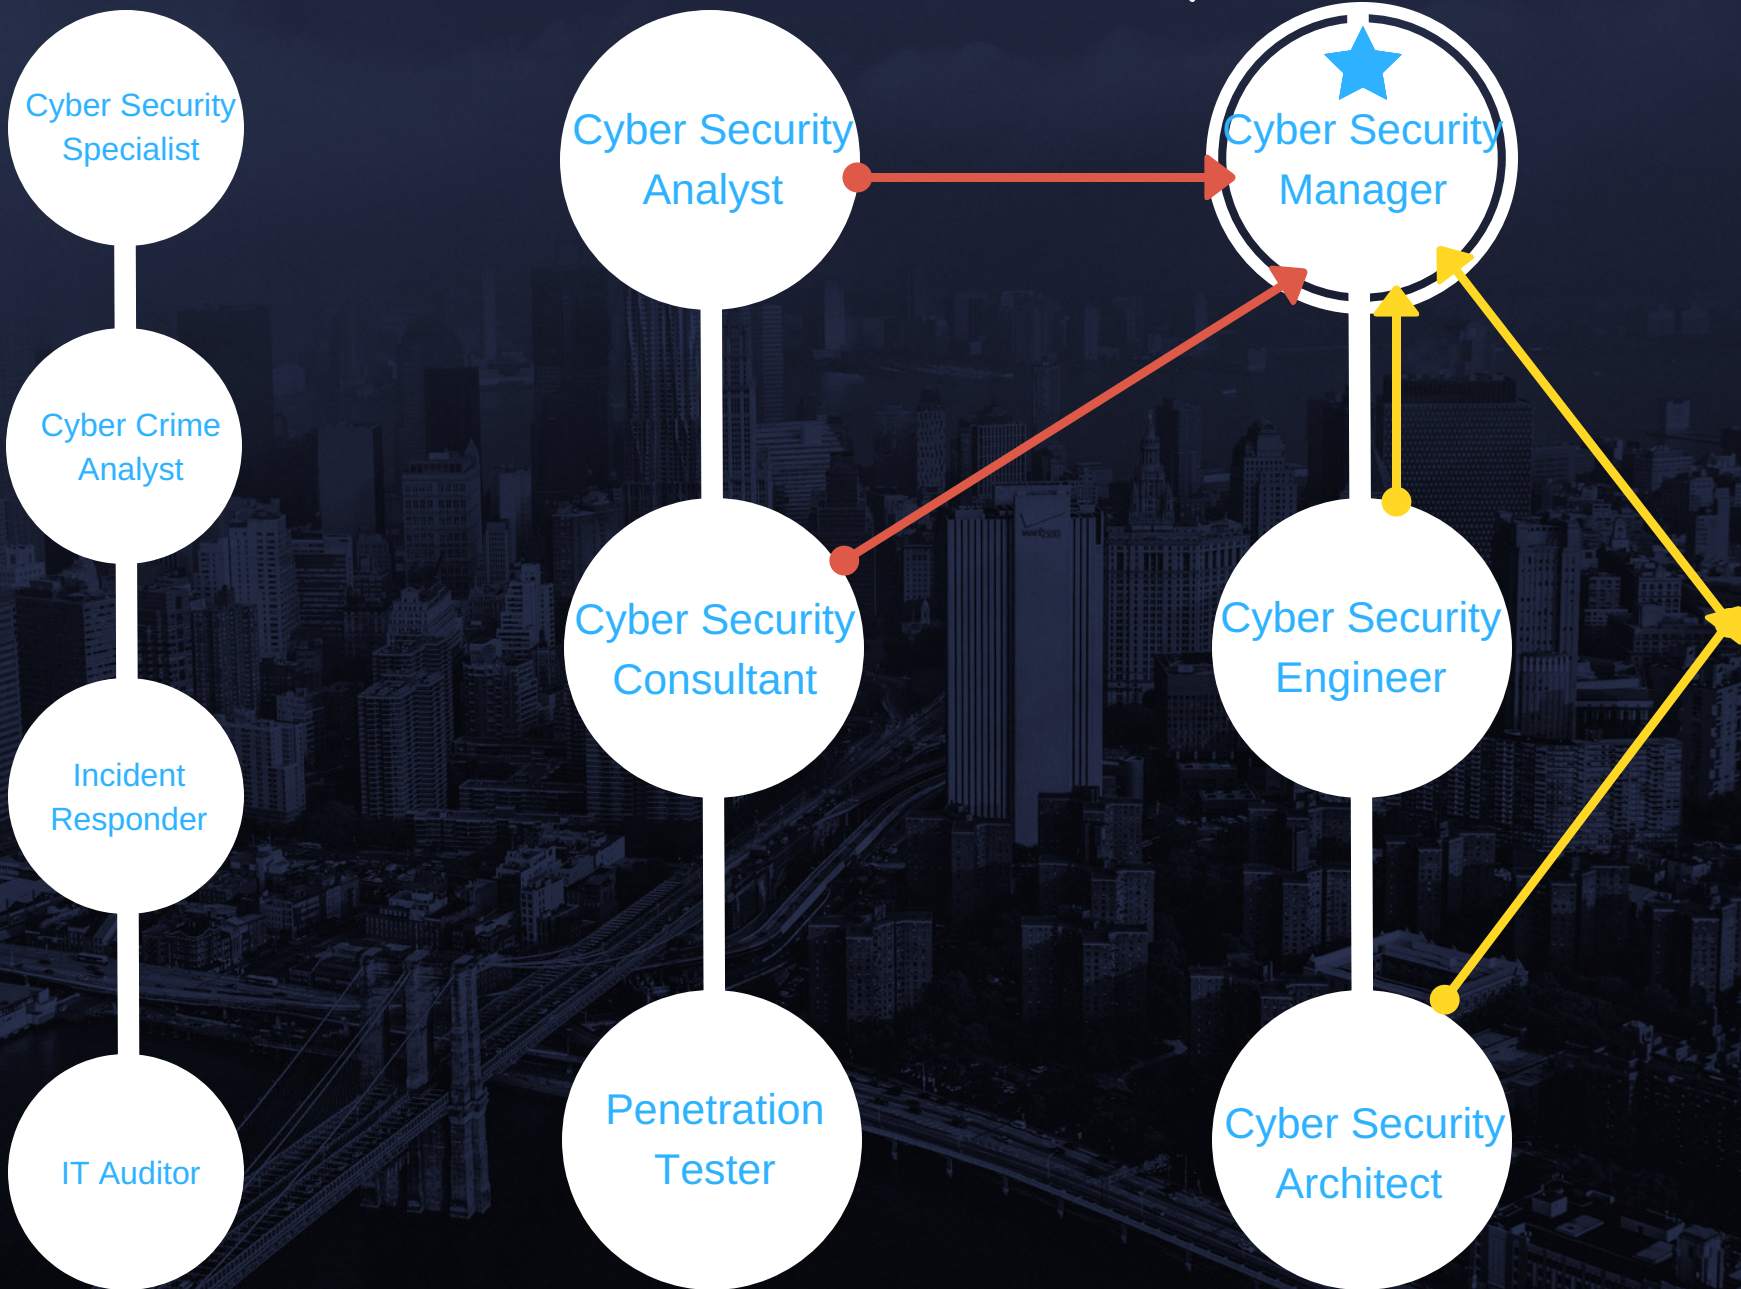 Cyber Security
Specialist
Cyber Crime
Analyst
Incident
Responder
IT Auditor
Cyber Security
Analyst
Cyber Security
Consultant
Penetration
Tester
Cyber Security
Manager
Cyber Security
Engineer
Cyber Security
Architect